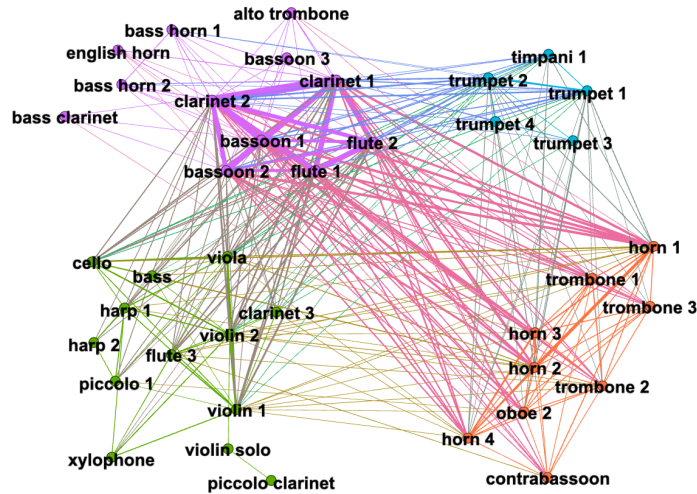 alto trombone
bass horn 1
english horn
bassoon 3
timpani 1
bass horn 2
clarinet 1
trumpet 2
trumpet 1
clarinet 2
bass clarinet
trumpet 4
bassoon 1
flute 2
trumpet 3
bassoon 2
flute 1
horn 1
cello
viola
bass
trombone 1
harp 1
clarinet 3
trombone 3
violin 2
horn 3
harp 2
flute 3
horn 2
piccolo 1
trombone 2
violin 1
oboe 2
horn 4
violin solo
xylophone
contrabassoon
piccolo clarinet